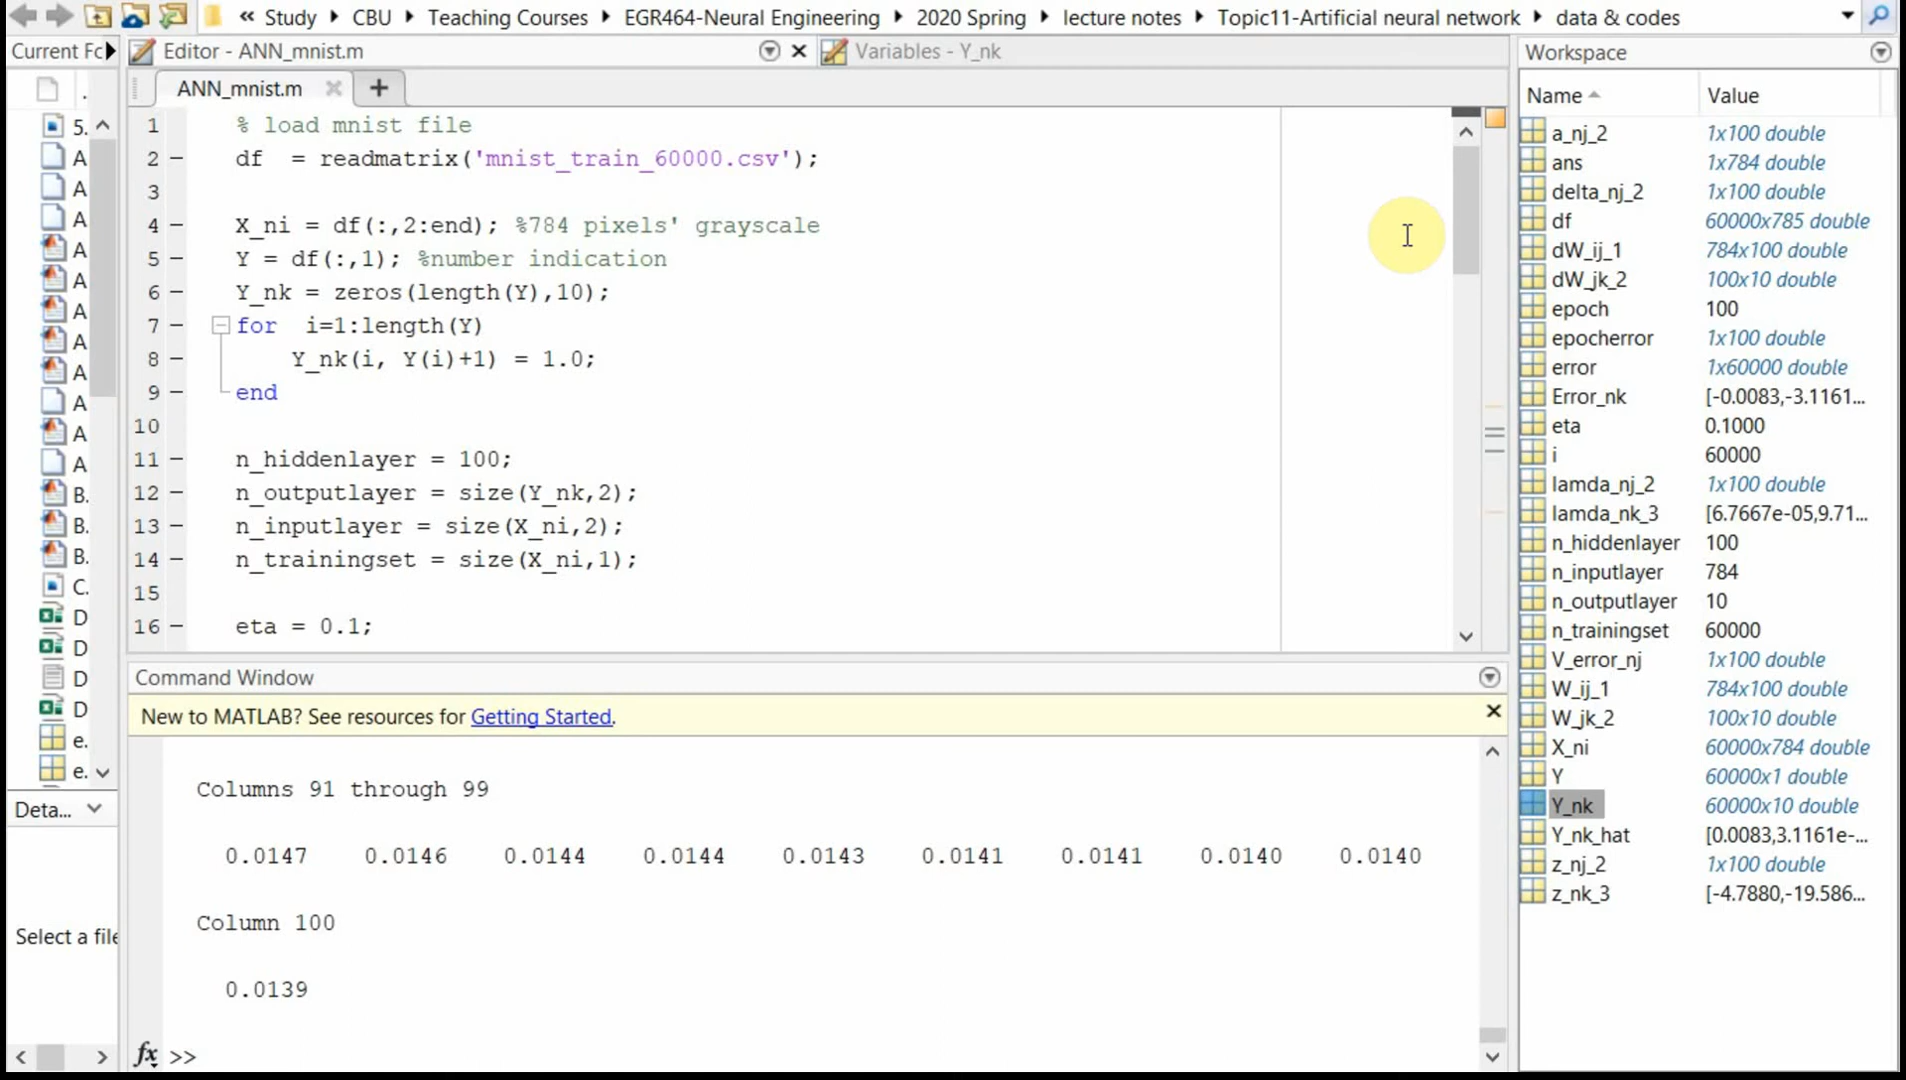 « Study ▸ CBU ▸ Teaching Courses ▸ EGR464-Neural Engineering ▸ 2020 Spring ▸ lecture notes ▸ Topic11-Artificial neural network ▸ data & codes
Current Fc
.
5.
A
A
A
A
A
A
A
A
A
A
A
A
B.
B.
B.
C.
D
D
D
D
e.
e.
Deta...
Select a file
Editor - ANN_mnist.m
Variables - Y_nk
ANN_mnist.m
+
1 % load mnist file
2 – df  = readmatrix('mnist_train_60000.csv');
3
4 – X_ni = df(:,2:end); %784 pixels' grayscale
5 – Y = df(:,1); %number indication
6 – Y_nk = zeros(length(Y),10);
7 – for  i=1:length(Y)
8 –     Y_nk(i, Y(i)+1) = 1.0;
9 – end
10
11 – n_hiddenlayer = 100;
12 – n_outputlayer = size(Y_nk,2);
13 – n_inputlayer = size(X_ni,2);
14 – n_trainingset = size(X_ni,1);
15
16 – eta = 0.1;
Command Window
New to MATLAB? See resources for Getting Started.
Columns 91 through 99
0.0147 0.0146 0.0144 0.0144 0.0143 0.0141 0.0141 0.0140 0.0140
Column 100
0.0139
fx >>
Workspace
Name Value
a_nj_2 1x100 double
ans 1x784 double
delta_nj_2 1x100 double
df 60000x785 double
dW_ij_1 784x100 double
dW_jk_2 100x10 double
epoch 100
epocherror 1x100 double
error 1x60000 double
Error_nk [-0.0083,-3.1161...
eta 0.1000
i 60000
lamda_nj_2 1x100 double
lamda_nk_3 [6.7667e-05,9.71...
n_hiddenlayer 100
n_inputlayer 784
n_outputlayer 10
n_trainingset 60000
V_error_nj 1x100 double
W_ij_1 784x100 double
W_jk_2 100x10 double
X_ni 60000x784 double
Y 60000x1 double
Y_nk 60000x10 double
Y_nk_hat [0.0083,3.1161e-...
z_nj_2 1x100 double
z_nk_3 [-4.7880,-19.586...